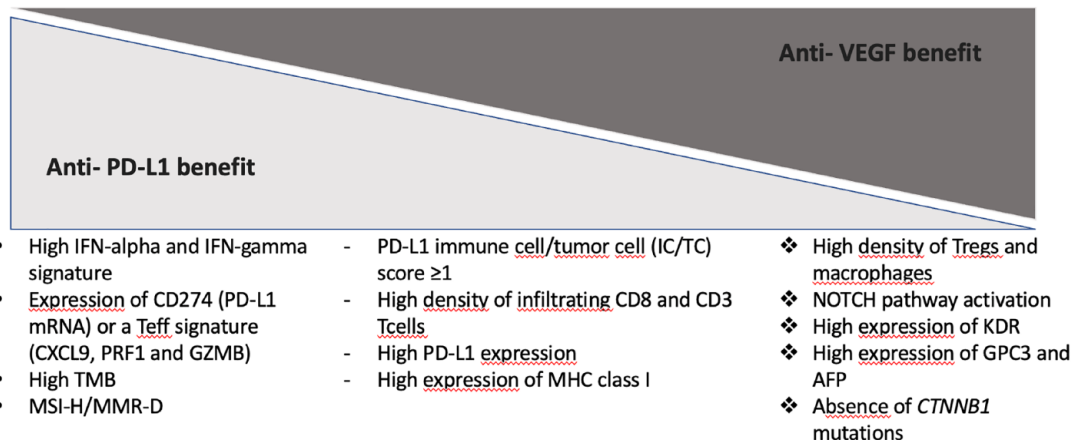 Anti- VEGF benefit
Anti- PD-L1 benefit
• High IFN-alpha and IFN-gamma
signature
• Expression of CD274 (PD-L1
mRNA) or a Teff signature
(CXCL9, PRF1 and GZMB)
• High TMB
• MSI-H/MMR-D
- PD-L1 immune cell/tumor cell (IC/TC)
score ≥1
- High density of infiltrating CD8 and CD3
Tcells
- High PD-L1 expression
- High expression of MHC class I
❖ High density of Tregs and
macrophages
❖ NOTCH pathway activation
❖ High expression of KDR
❖ High expression of GPC3 and
AFP
❖ Absence of CTNNB1
mutations